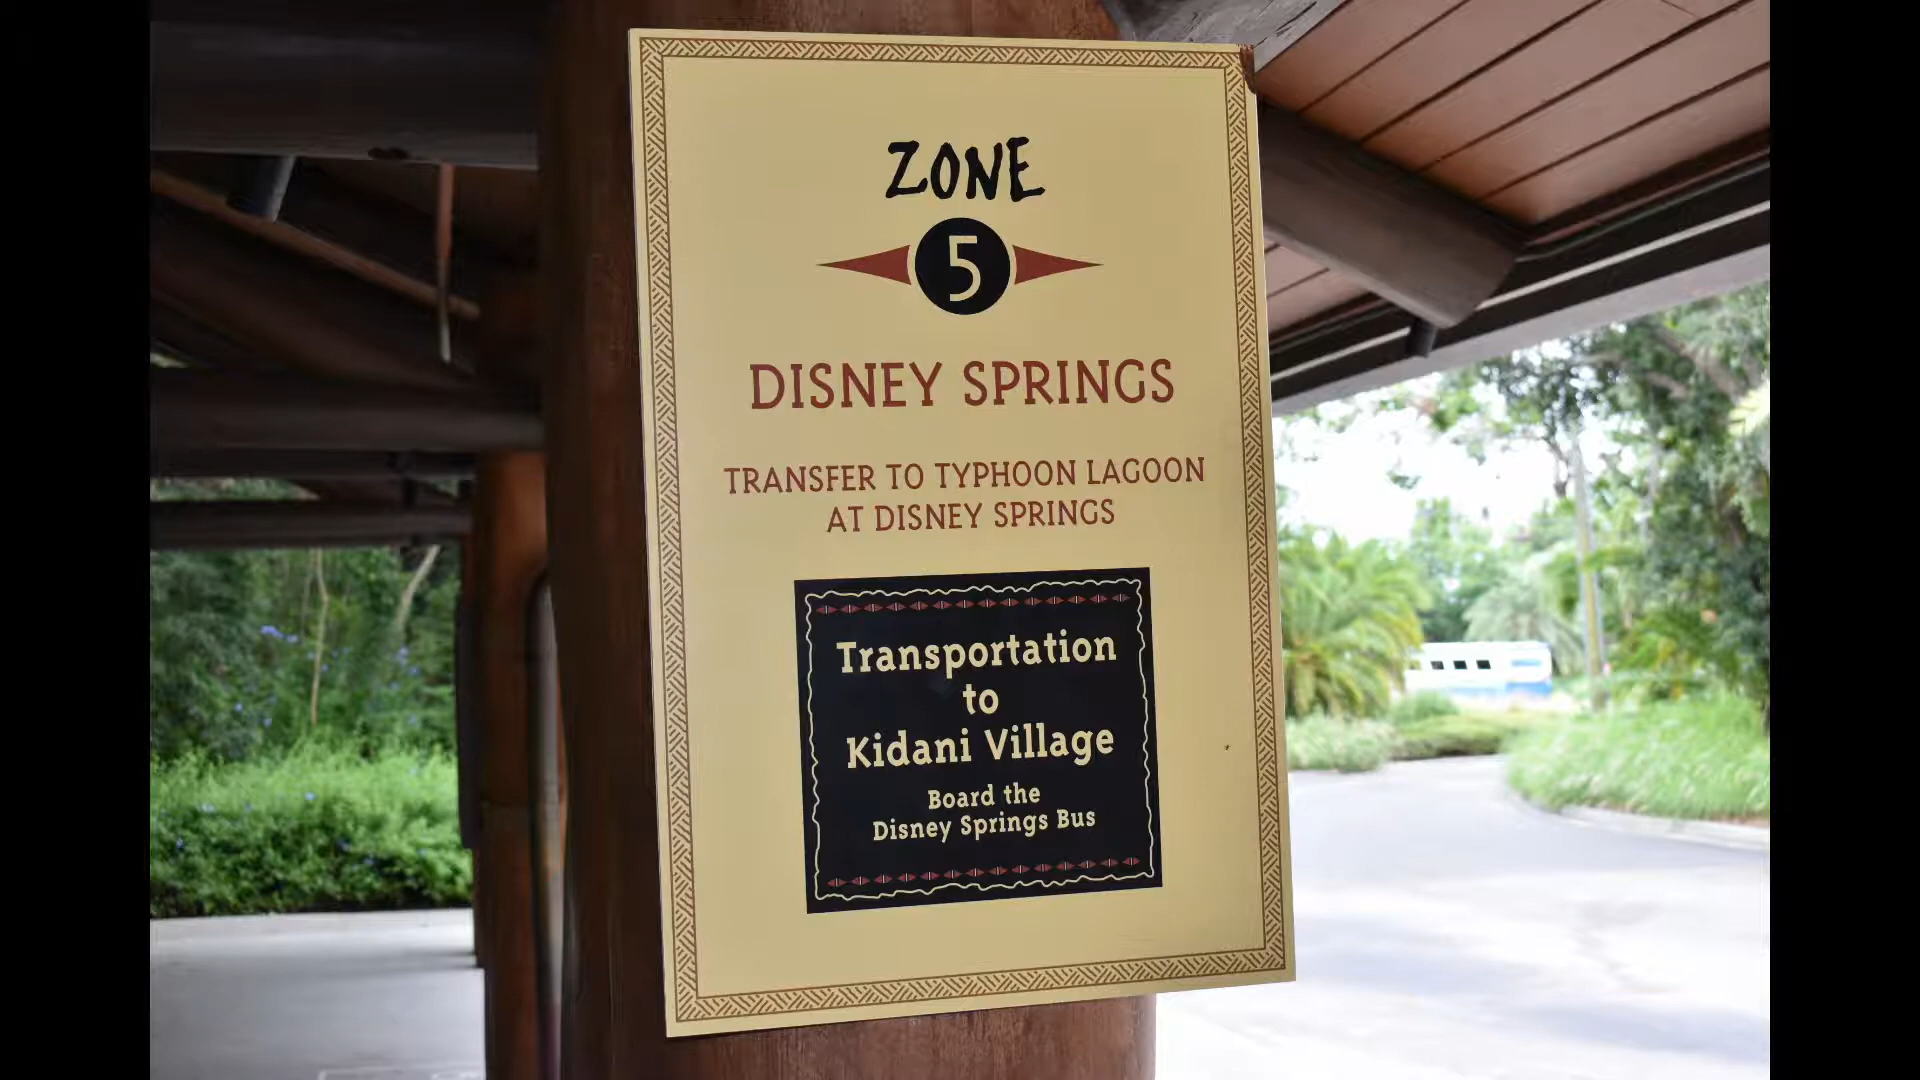 ZONE
5
DISNEY SPRINGS
TRANSFER TO TYPHOON LAGOON
AT DISNEY SPRINGS
Transportation
to
Kidani Village
Board the
Disney Springs Bus